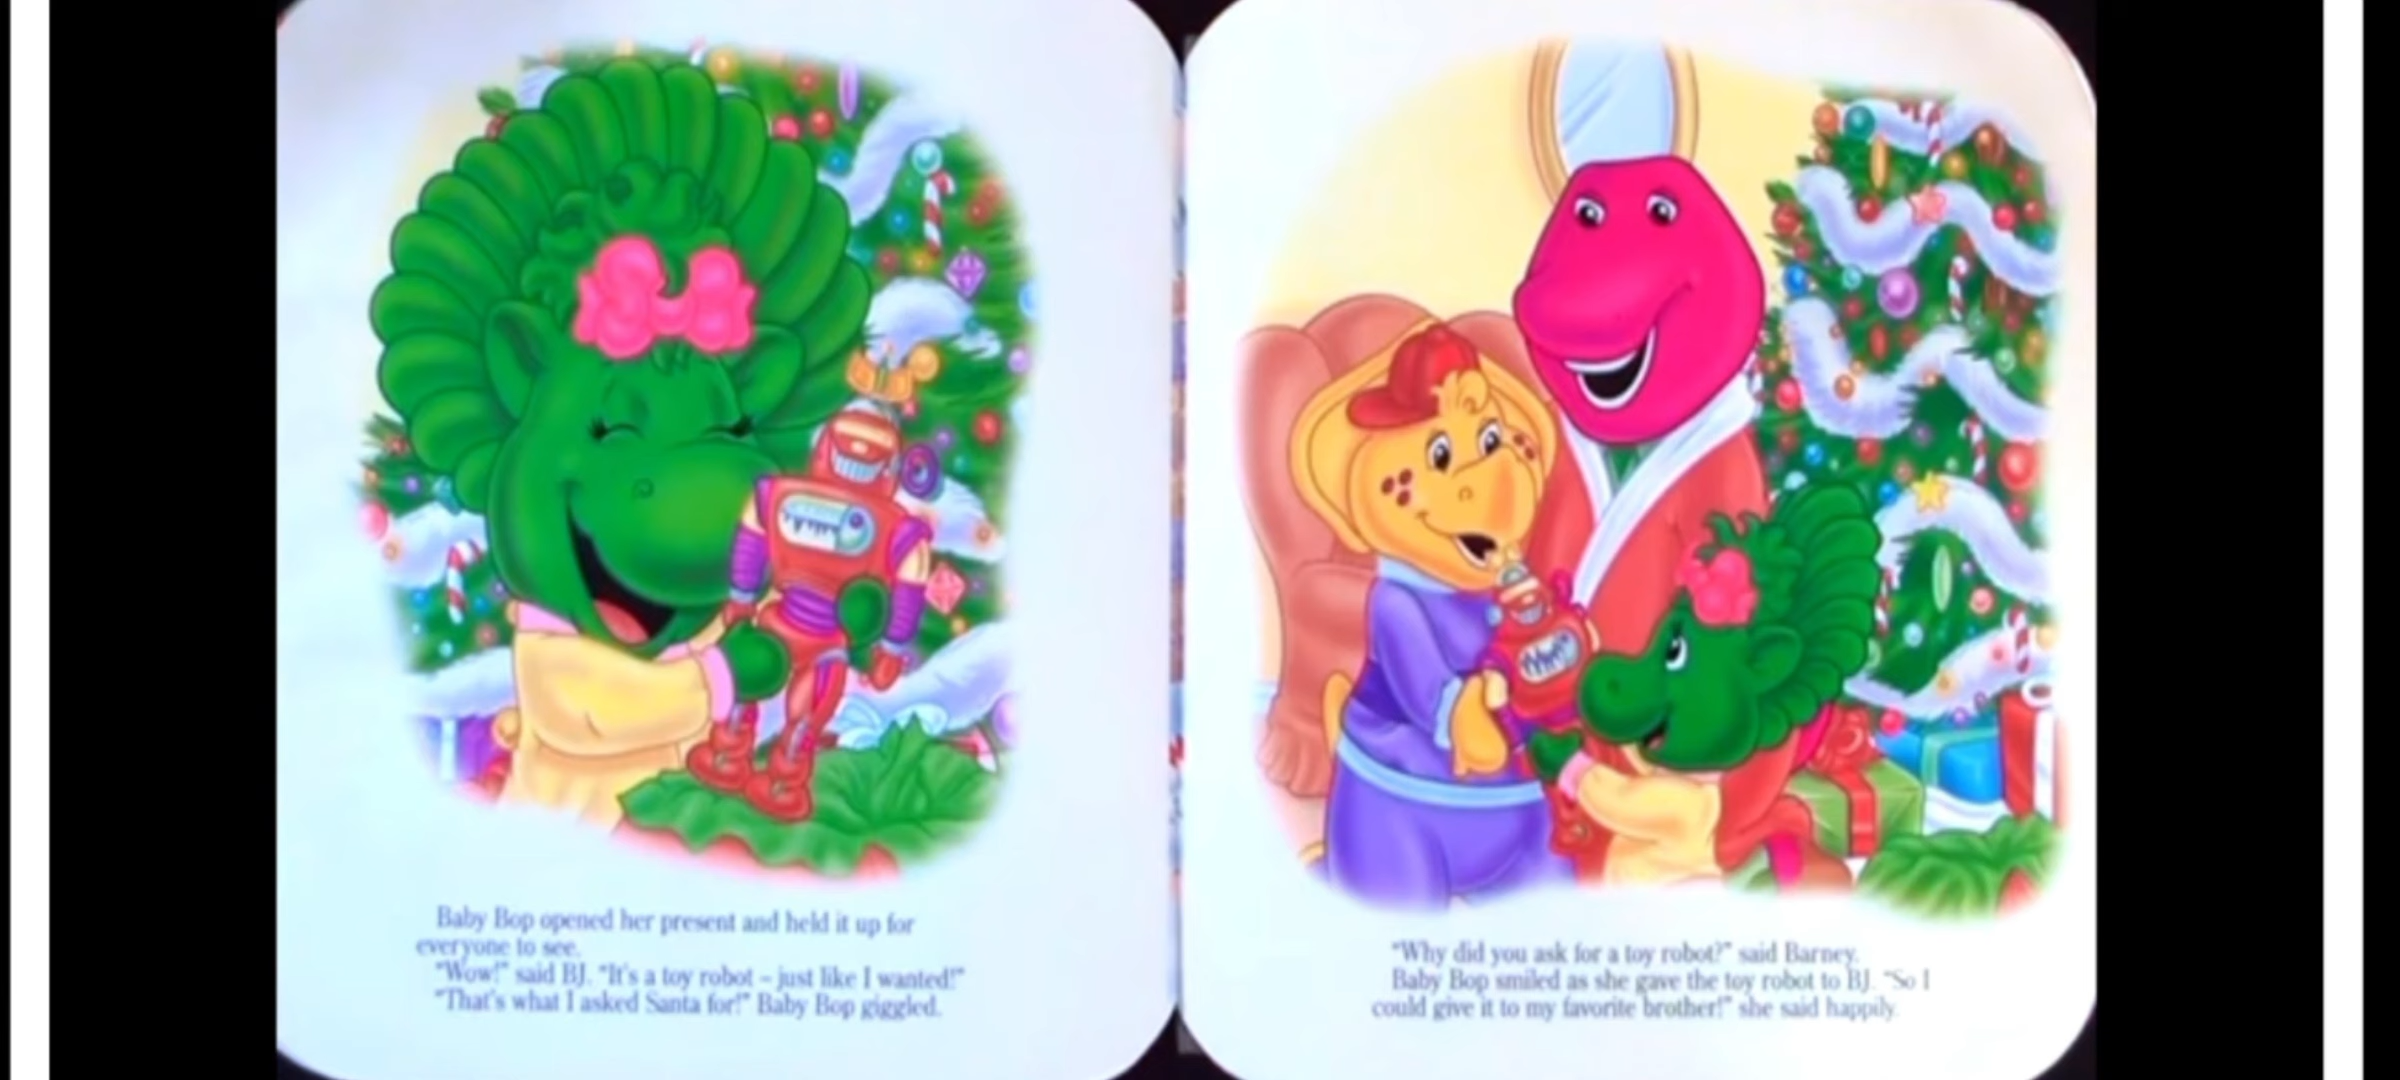 Baby Bop opened her present and held it up for
everyone to see.
"Wow!" said BJ. "It's a toy robot – just like I wanted!"
"That's what I asked Santa for!" Baby Bop giggled.
"Why did you ask for a toy robot?" said Barney.
Baby Bop smiled as she gave the toy robot to BJ. "So I
could give it to my favorite brother!" she said happily.